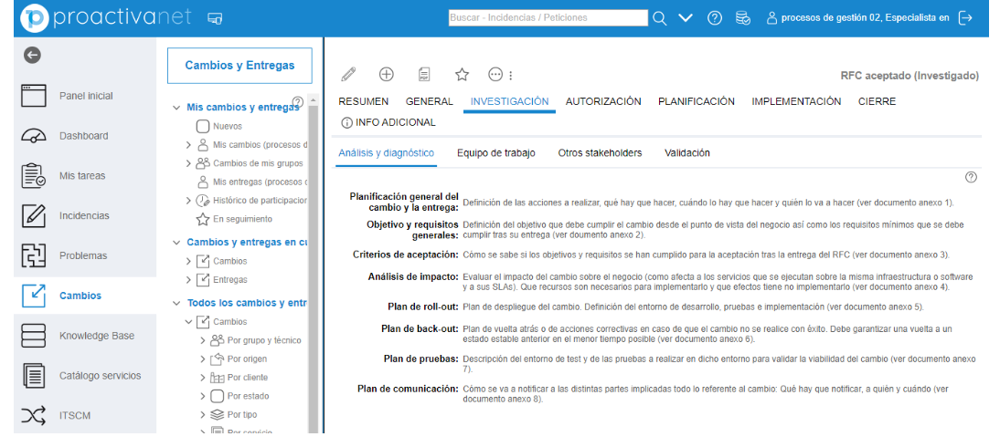 proactivanet
Buscar - Incidencias / Peticiones
procesos de gestión 02, Especialista en
Panel inicial
Dashboard
Mis tareas
Incidencias
Problemas
Cambios
Knowledge Base
Catálogo servicios
ITSCM
Cambios y Entregas
Mis cambios y entregas
Nuevos
Mis cambios (procesos d
Cambios de mis grupos
Mis entregas (procesos
Histórico de participacior
En seguimiento
Cambios y entregas en
Cambios
Entregas
Todos los cambios y entr
Cambios
Por grupo y técnico
Por origen
Por cliente
Por estado
Por tipo
Por servicio
RFC aceptado (Investigado)
RESUMEN GENERAL INVESTIGACIÓN AUTORIZACIÓN PLANIFICACIÓN IMPLEMENTACIÓN CIERRE
INFO ADICIONAL
Análisis y diagnóstico Equipo de trabajo Otros stakeholders Validación
Planificación general del
cambio y la entrega: Definición de las acciones a realizar, qué hay que hacer, cuándo lo hay que hacer y quién lo va a hacer (ver documento anexo 1).
Objetivo y requisitos Definición del objetivo que debe cumplir el cambio desde el punto de vista del negocio así como los requisitos mínimos que se debe
generales: cumplir tras su entrega (ver doumento anexo 2).
Criterios de aceptación: Cómo se sabe si los objetivos y requisitos se han cumplido para la aceptación tras la entrega del RFC (ver documento anexo 3).
Análisis de impacto: Evaluar el impacto del cambio sobre el negocio (como afecta a los servicios que se ejecutan sobre la misma infraestructura o software
y a sus SLAs). Que recursos son necesarios para implementarlo y que efectos tiene no implementarlo (ver documento anexo 4).
Plan de roll-out: Plan de despliegue del cambio. Definición del entorno de desarrollo, pruebas e implementación (ver documento anexo 5).
Plan de back-out: Plan de vuelta atrás o de acciones correctivas en caso de que el cambio no se realice con éxito. Debe garantizar una vuelta a un
estado estable anterior en el menor tiempo posible (ver documento anexo 6).
Plan de pruebas: Descripción del entorno de test y de las pruebas a realizar en dicho entorno para validar la viabilidad del cambio (ver documento anexo
7).
Plan de comunicación: Cómo se va a notificar a las distintas partes implicadas todo lo referente al cambio: Qué hay que notificar, a quién y cuándo (ver
documento anexo 8).